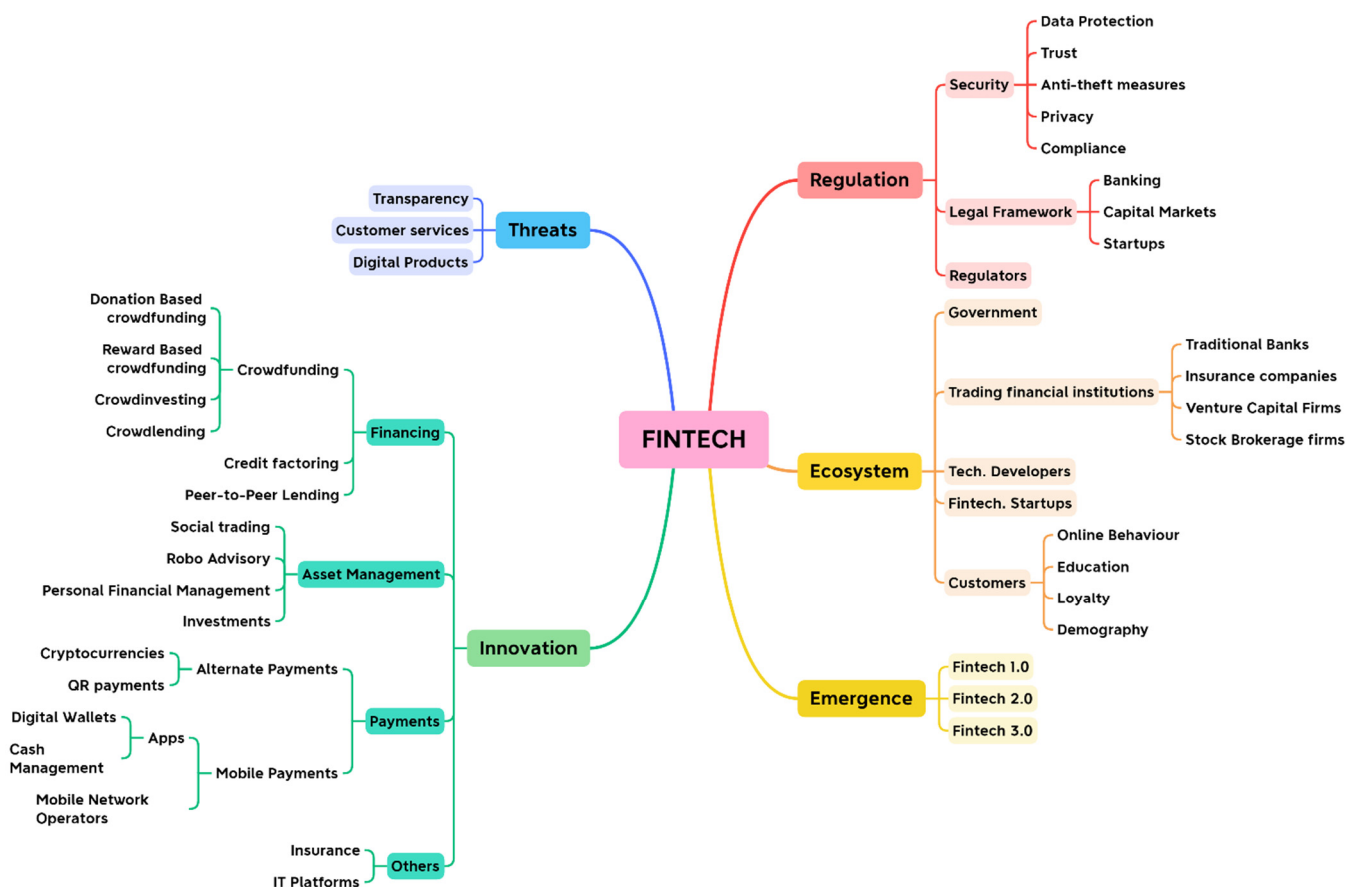 FINTECH
Regulation
Security
Data Protection
Trust
Anti-theft measures
Privacy
Compliance
Legal Framework
Banking
Capital Markets
Startups
Regulators
Ecosystem
Government
Trading financial institutions
Traditional Banks
Insurance companies
Venture Capital Firms
Stock Brokerage firms
Tech. Developers
Fintech. Startups
Customers
Online Behaviour
Education
Loyalty
Demography
Emergence
Fintech 1.0
Fintech 2.0
Fintech 3.0
Threats
Transparency
Customer services
Digital Products
Innovation
Financing
Crowdfunding
Donation Based
crowdfunding
Reward Based
crowdfunding
Crowdinvesting
Crowdlending
Credit factoring
Peer-to-Peer Lending
Asset Management
Social trading
Robo Advisory
Personal Financial Management
Investments
Payments
Alternate Payments
Cryptocurrencies
QR payments
Mobile Payments
Apps
Digital Wallets
Cash
Management
Mobile Network
Operators
Others
Insurance
IT Platforms